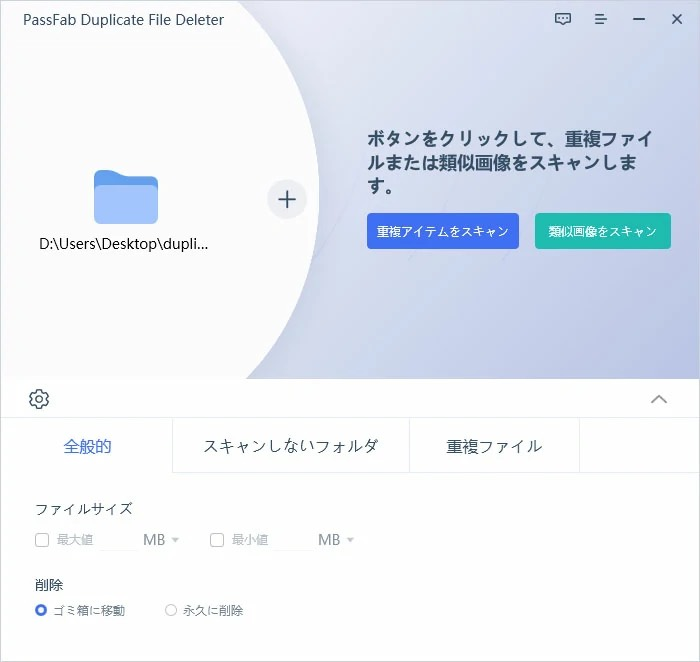 PassFab Duplicate File Deleter
ボタンをクリックして、重複ファイ
ルまたは類似画像をスキャンしま
す。
D:\Users\Desktop\dupli...
重複アイテムをスキャン
類似画像をスキャン
全般的
スキャンしないフォルダ
重複ファイル
ファイルサイズ
最大値 MB 最小値 MB
削除
ゴミ箱に移動 永久に削除